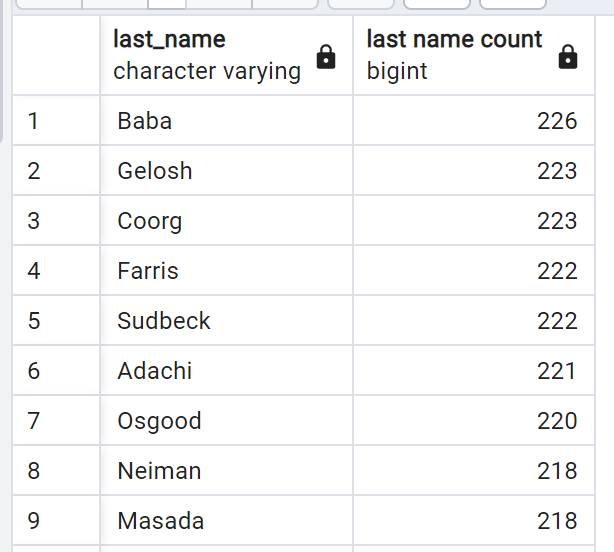 last_name last name count
character varying bigint
1 Baba 226
2 Gelosh 223
3 Coorg 223
4 Farris 222
5 Sudbeck 222
6 Adachi 221
7 Osgood 220
8 Neiman 218
9 Masada 218